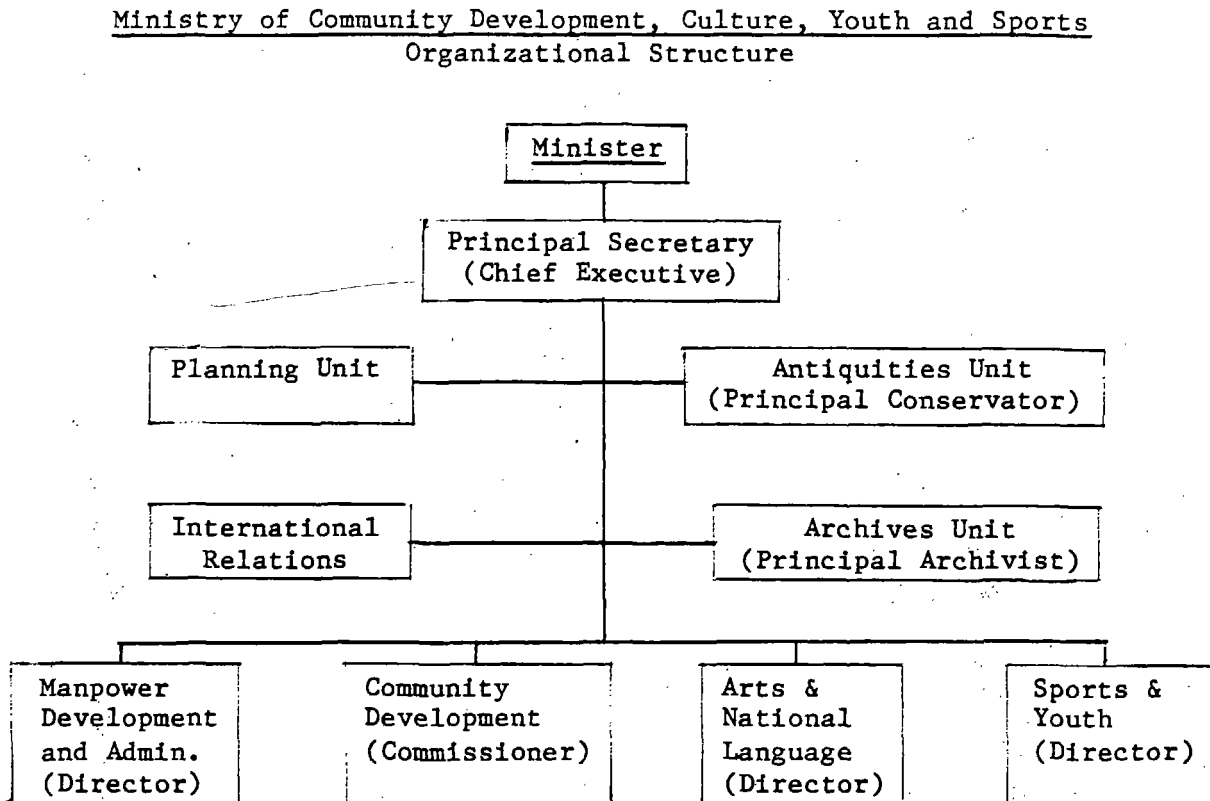 Ministry of Community Development, Culture, Youth and Sports
Organizational Structure
Minister
Principal Secretary
(Chief Executive)
Planning Unit
Antiquities Unit
(Principal Conservator)
International
Relations
Archives Unit
(Principal Archivist)
Manpower
Development
and Admin.
(Director)
Community
Development
(Commissioner)
Arts &
National
Language
(Director)
Sports &
Youth
(Director)